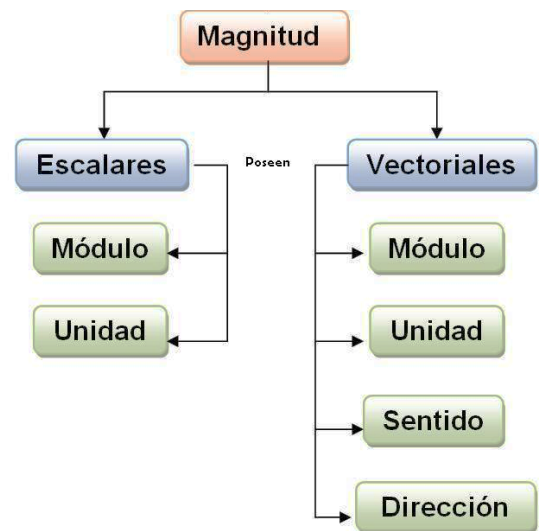 Magnitud
Escalares
Poseen
Vectoriales
Módulo
Módulo
Unidad
Unidad
Sentido
Dirección